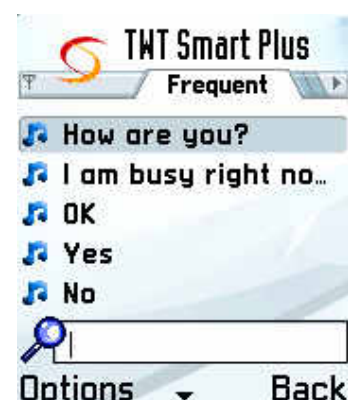 TWT Smart Plus
Frequent
How are you?
I am busy right no...
OK
Yes
No
Options Back